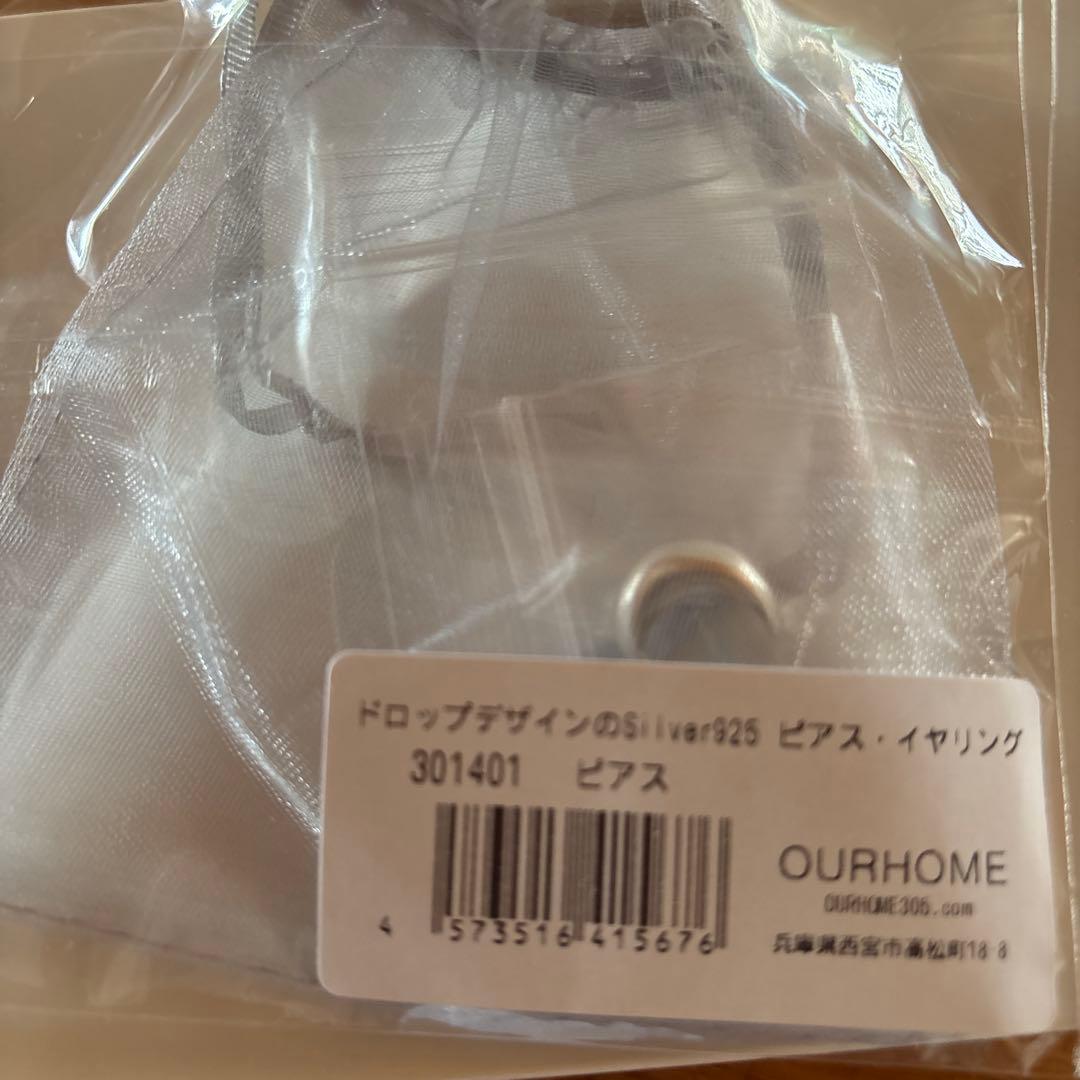 ドロップデザインのSilver925 ピアス・イヤリング
301401 ピアス
4 573516 415676
OURHOME
OURHOME305.com
兵庫県西宮市高松町18-8